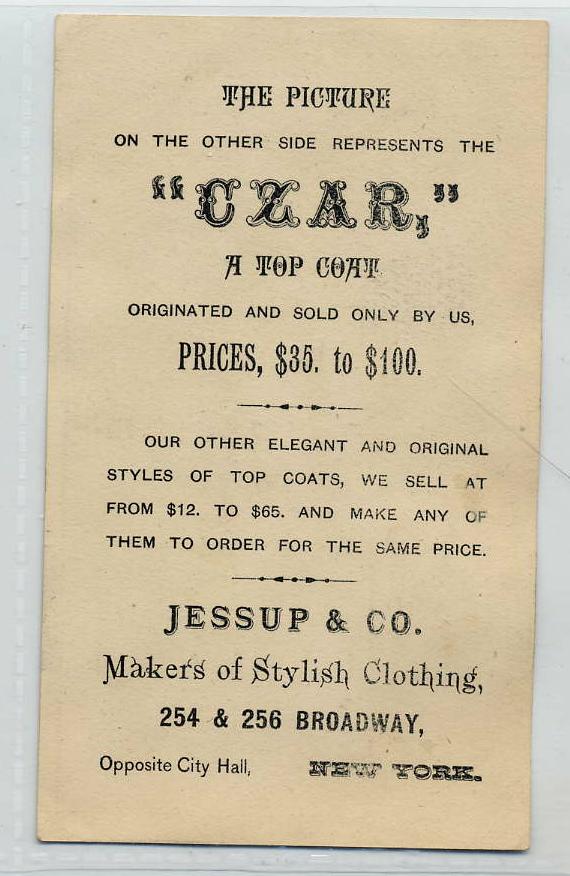 THE PICTURE
ON THE OTHER SIDE REPRESENTS THE
“CZAR,”
A TOP COAT
ORIGINATED AND SOLD ONLY BY US,
PRICES, $35. to $100.
OUR OTHER ELEGANT AND ORIGINAL
STYLES OF TOP COATS, WE SELL AT
FROM $12. TO $65. AND MAKE ANY OF
THEM TO ORDER FOR THE SAME PRICE.
JESSUP & CO.
Makers of Stylish Clothing,
254 & 256 BROADWAY,
Opposite City Hall, NEW YORK.